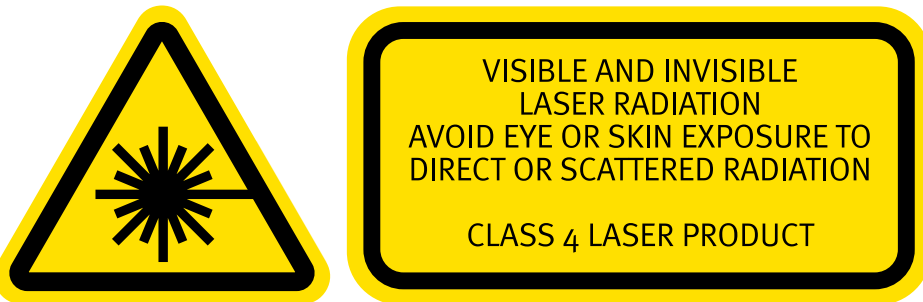 VISIBLE AND INVISIBLE
LASER RADIATION
AVOID EYE OR SKIN EXPOSURE TO
DIRECT OR SCATTERED RADIATION
CLASS 4 LASER PRODUCT